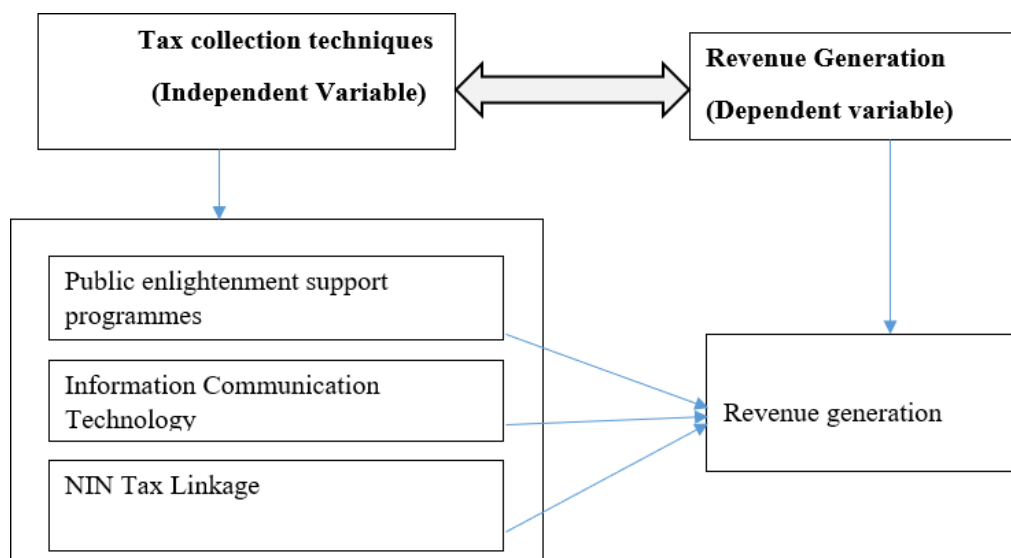 Tax collection techniques
(Independent Variable)
Revenue Generation
(Dependent variable)
Public enlightenment support
programmes
Information Communication
Technology
NIN Tax Linkage
Revenue generation